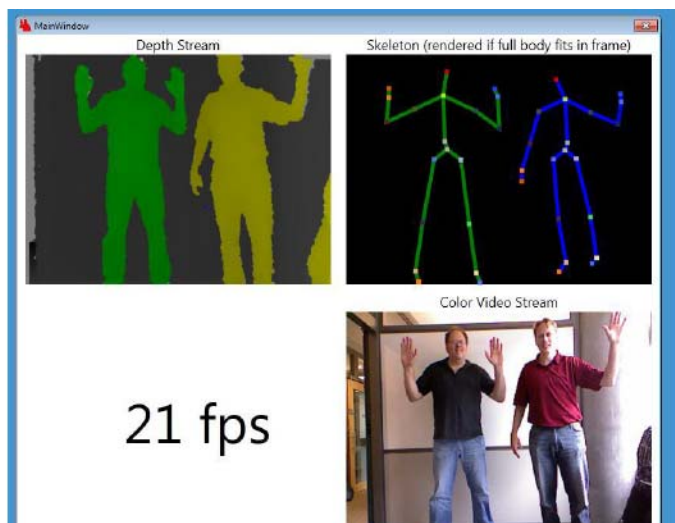 MainWindow
Depth Stream
Skeleton (rendered if full body fits in frame)
Color Video Stream
21 fps